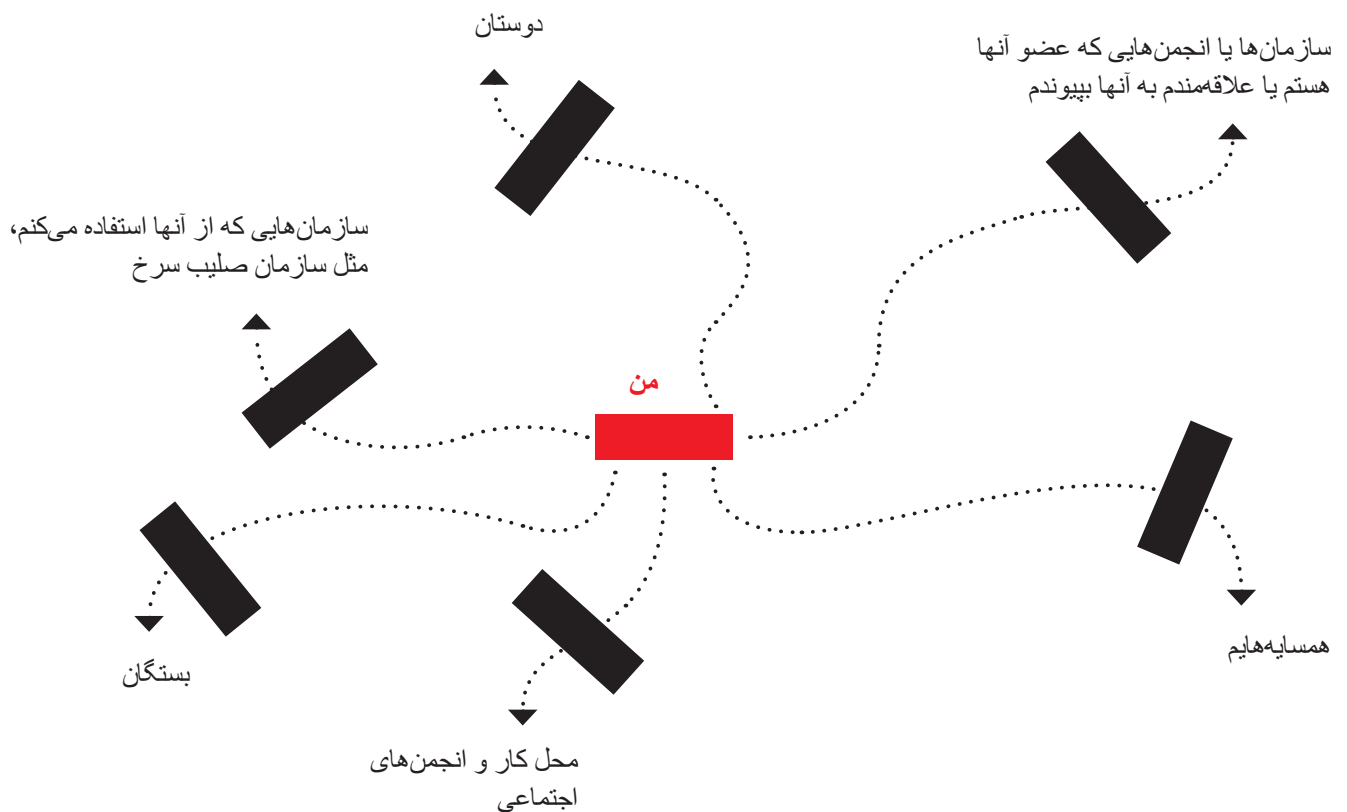 دوستان
سازمان‌ها یا انجمن‌هایی که عضو آنها
هستم یا علاقه‌مندم به آنها بپیوندم
سازمان‌هایی که از آنها استفاده می‌کنم،
مثل سازمان صلیب سرخ
من
همسایه‌هایم
بستگان
محل کار و انجمن‌های
اجتماعی